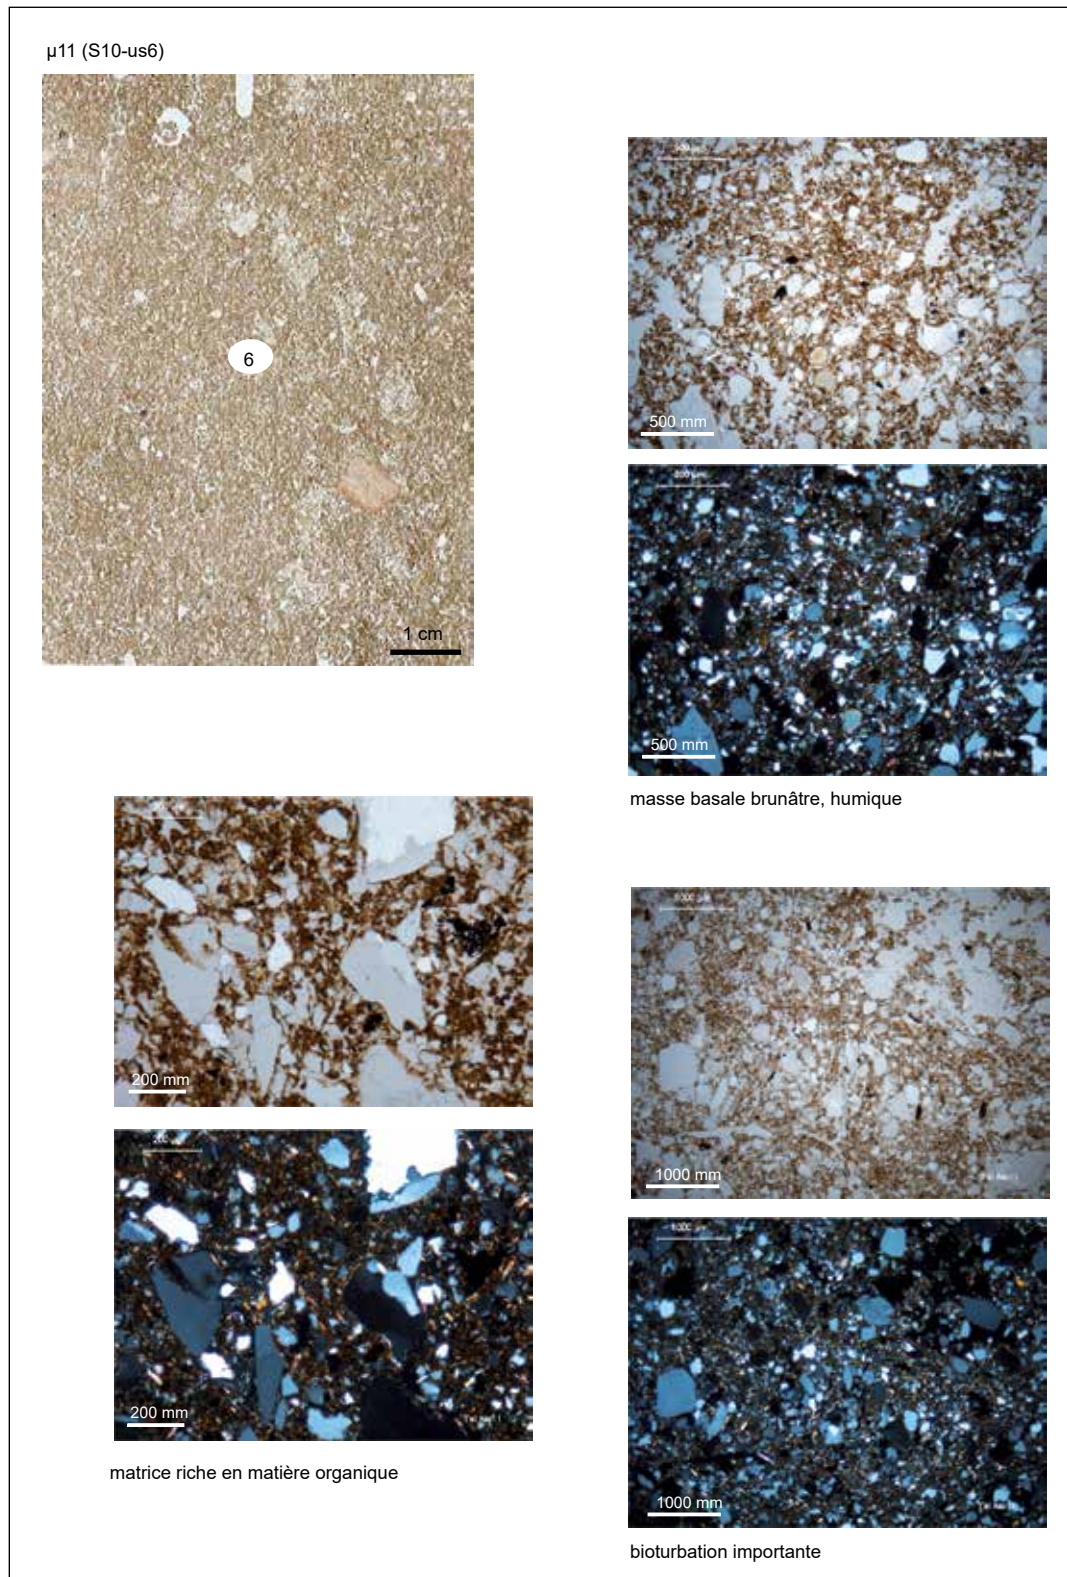 µ11 (S10-us6)
6
1 cm
500 mm
500 mm
masse basale brunâtre, humique
200 mm
200 mm
matrice riche en matière organique
1000 mm
1000 mm
bioturbation importante